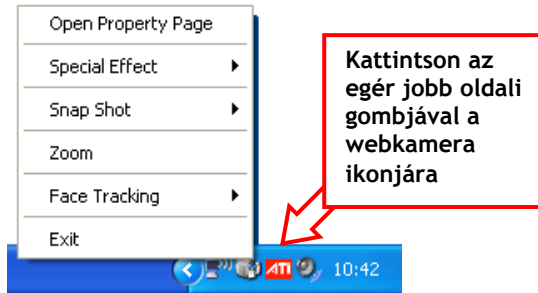 Open Property Page
Special Effect
Snap Shot
Zoom
Face Tracking
Exit
Kattintson az
egér jobb oldali
gombjával a
webkamera
ikonjára
ATI
10:42